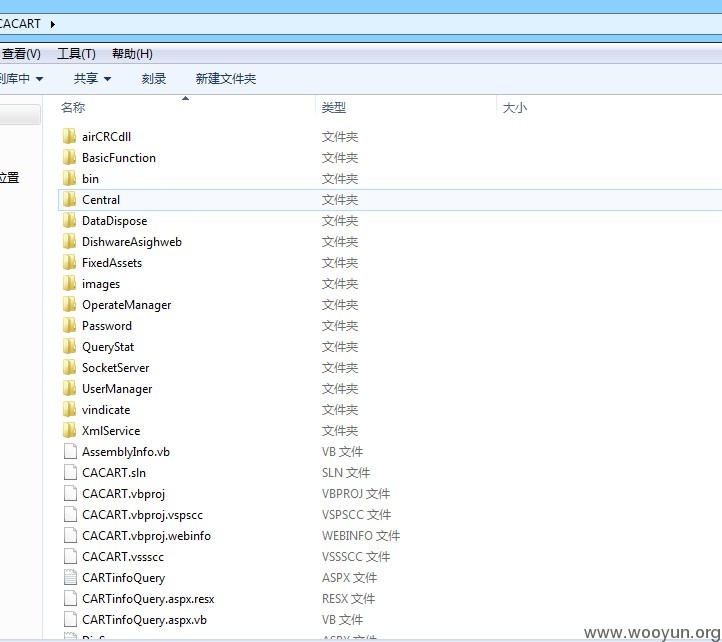 CACART
查看(V) 工具(T) 帮助(H)
到库中 共享 刻录 新建文件夹
名称 类型 大小
位置
airCRCdll 文件夹
BasicFunction 文件夹
bin 文件夹
Central 文件夹
DataDispose 文件夹
DishwareAsighweb 文件夹
FixedAssets 文件夹
images 文件夹
OperateManager 文件夹
Password 文件夹
QueryStat 文件夹
SocketServer 文件夹
UserManager 文件夹
vindicate 文件夹
XmlService 文件夹
AssemblyInfo.vb VB 文件
CACART.sln SLN 文件
CACART.vbproj VBPROJ 文件
CACART.vbproj.vspscc VSPSCC 文件
CACART.vbproj.webinfo WEBINFO 文件
CACART.vssscc VSSSCC 文件
CARTinfoQuery ASPX 文件
CARTinfoQuery.aspx.resx RESX 文件
CARTinfoQuery.aspx.vb VB 文件
www.wooyun.org